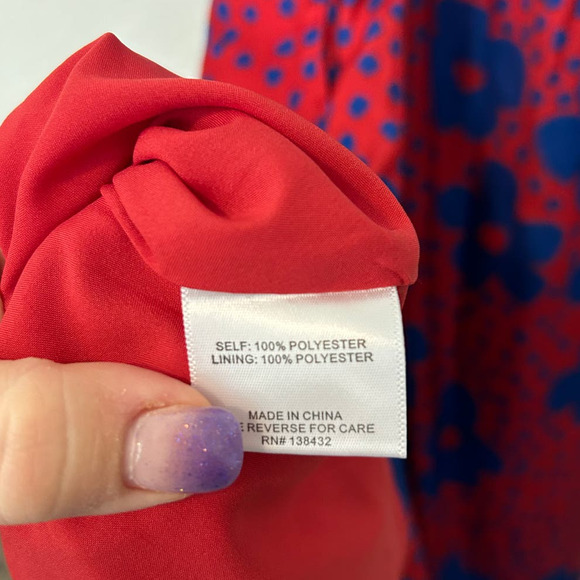 SELF: 100% POLYESTER
LINING: 100% POLYESTER
MADE IN CHINA
REVERSE FOR CARE
RN# 138432